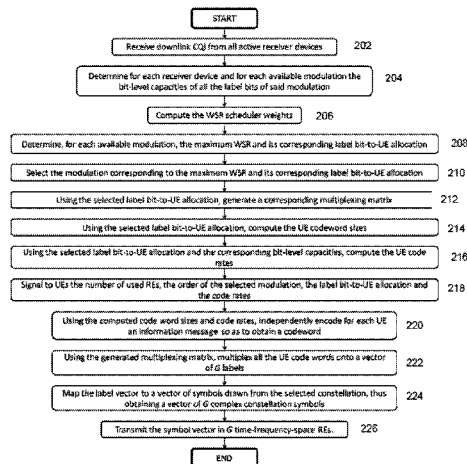 START
Receive downlink CQI from all active receiver devices
202
Determine for each receiver device and for each available modulation the
bit-level capacities of all the label bits of said modulation
204
Compute the WSR scheduler weights
206
Determine, for each available modulation, the maximum WSR and its corresponding label bit-to-UE allocation
208
Select the modulation corresponding to the maximum WSR and its corresponding label bit-to-UE allocation
210
Using the selected label bit-to-UE allocation, generate a corresponding multiplexing matrix
212
Using the selected label bit-to-UE allocation, compute the UE codeword sizes
214
Using the selected label bit-to-UE allocation and the corresponding bit-level capacities, compute the UE code
rates
216
Signal to UEs the number of used REs, the order of the selected modulation, the label bit-to-UE allocation and
the code rates
218
Using the computed code word sizes and code rates, independently encode for each UE
an information message so as to obtain a codeword
220
Using the generated multiplexing matrix, multiplex all the UE code words onto a vector
of G labels
222
Map the label vector to a vector of symbols drawn from the selected constellation, thus
obtaining a vector of G complex constellation symbols
224
Transmit the symbol vector in G time-frequency-space REs.
226
END